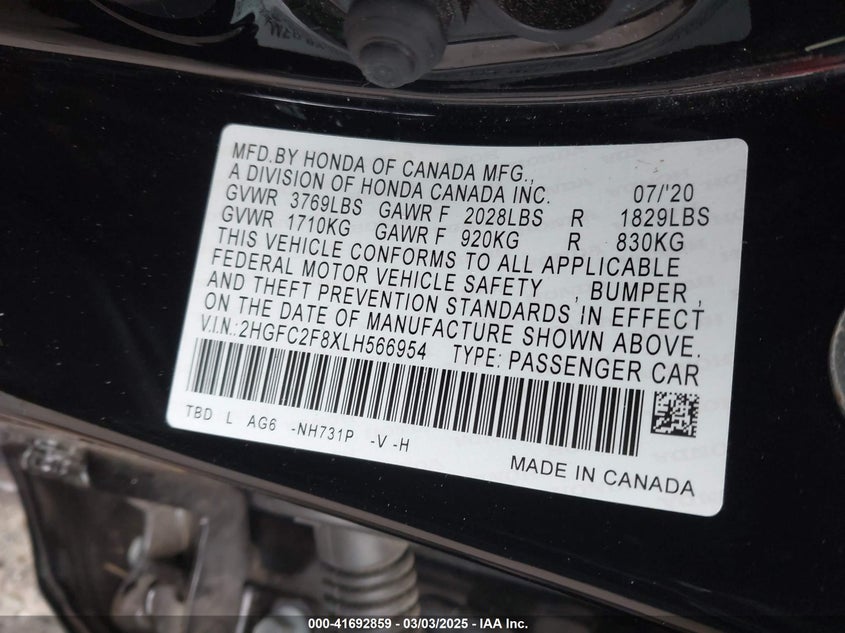 MFD.BY HONDA OF CANADA MFG.,
A DIVISION OF HONDA CANADA INC. 07/'20
GVWR 3769LBS GAWR F 2028LBS R 1829LBS
GVWR 1710KG GAWR F 920KG R 830KG
THIS VEHICLE CONFORMS TO ALL APPLICABLE
FEDERAL MOTOR VEHICLE SAFETY , BUMPER ,
AND THEFT PREVENTION STANDARDS IN EFFECT
ON THE DATE OF MANUFACTURE SHOWN ABOVE.
V.I.N.:2HGFC2F8XLH566954 TYPE: PASSENGER CAR
TBD L AG6 -NH731P -V -H
MADE IN CANADA
000-41692859 - 03/03/2025 - IAA Inc.